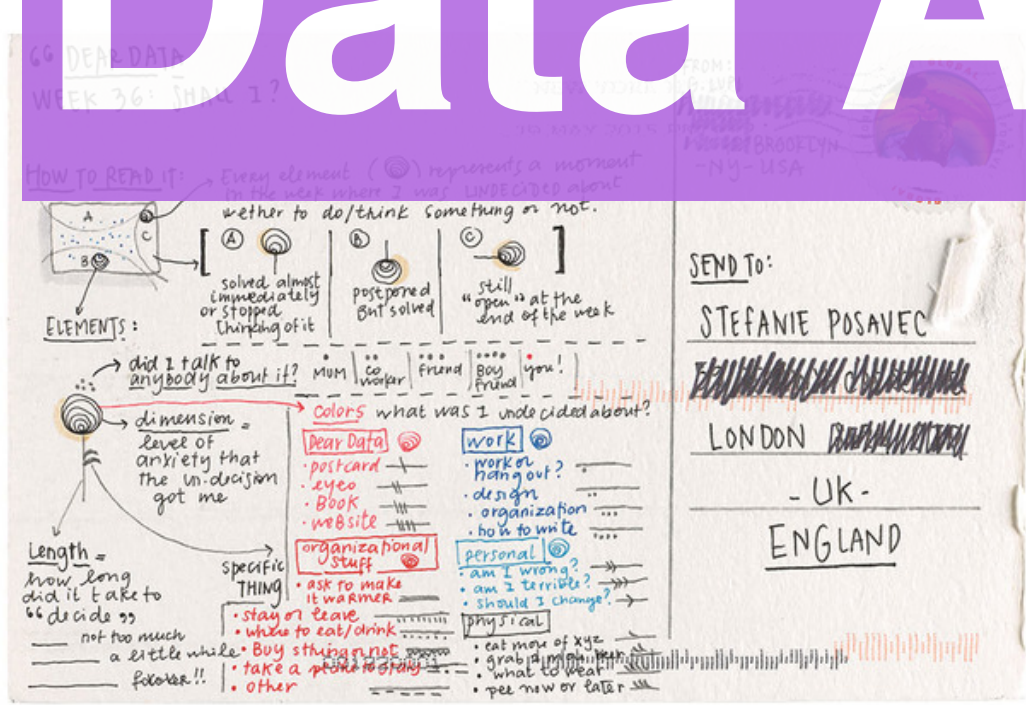 Data A
" DEAR DATA
WEEK 36: SHALL I?
FROM:
G. LUPI
BROOKLYN
- NY - USA
HOW TO READ IT:
Every element ( ) represents a moment
in the week where I was UNDECIDED about
wether to do/think something or not.
A
B
C
A
solved almost
immediately
or stopped
thinking of it
B
postponed
But solved
C
still
"open" at the
end of the week
ELEMENTS:
did I talk to
anybody about it?
MUM
co
worker
friend
Boy
friend
you!
dimension =
level of
anxiety that
the un-decision
got me
Length =
how long
did it take to
"decide"
not too much
a little while
forever!!
specific
THING
colors what was I undecided about?
Dear Data
• postcard
• eyeo
• Book
• website
organizational
stuff
• ask to make
it warmer
• stay or leave
• where to eat/drink
• Buy sthing or not
• take a
• other
work
• work or
hang out?
• design
• organization
• how to write
personal
• am I wrong?
• am I terrible?
• should I change?
physical
• eat more of xyz
• grab
• what to wear
• pee now or later
SEND TO:
STEFANIE POSAVEC
LONDON
- UK -
ENGLAND